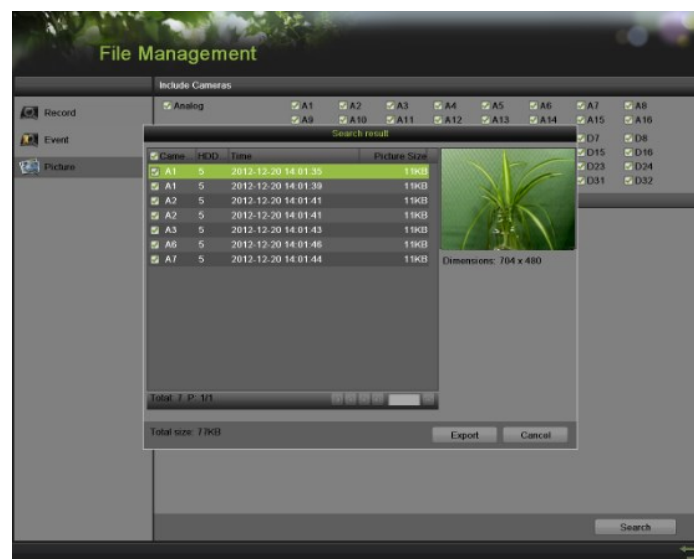 File Management
Include Cameras
Record
Event
Picture
Analog A1 A2 A3 A4 A5 A6 A7 A8
A9 A10 A11 A12 A13 A14 A15 A16
D7 D8
D15 D16
D23 D24
D31 D32
Search result
Came... HDD... Time Picture Size
A1 5 2012-12-20 14:01:35 11KB
A1 5 2012-12-20 14:01:39 11KB
A2 5 2012-12-20 14:01:41 11KB
A2 5 2012-12-20 14:01:41 11KB
A3 5 2012-12-20 14:01:43 11KB
A6 5 2012-12-20 14:01:46 11KB
A7 5 2012-12-20 14:01:44 11KB
Dimensions: 704 x 480
Total: 7 P: 1/1
Total size: 77KB
Export Cancel
Search